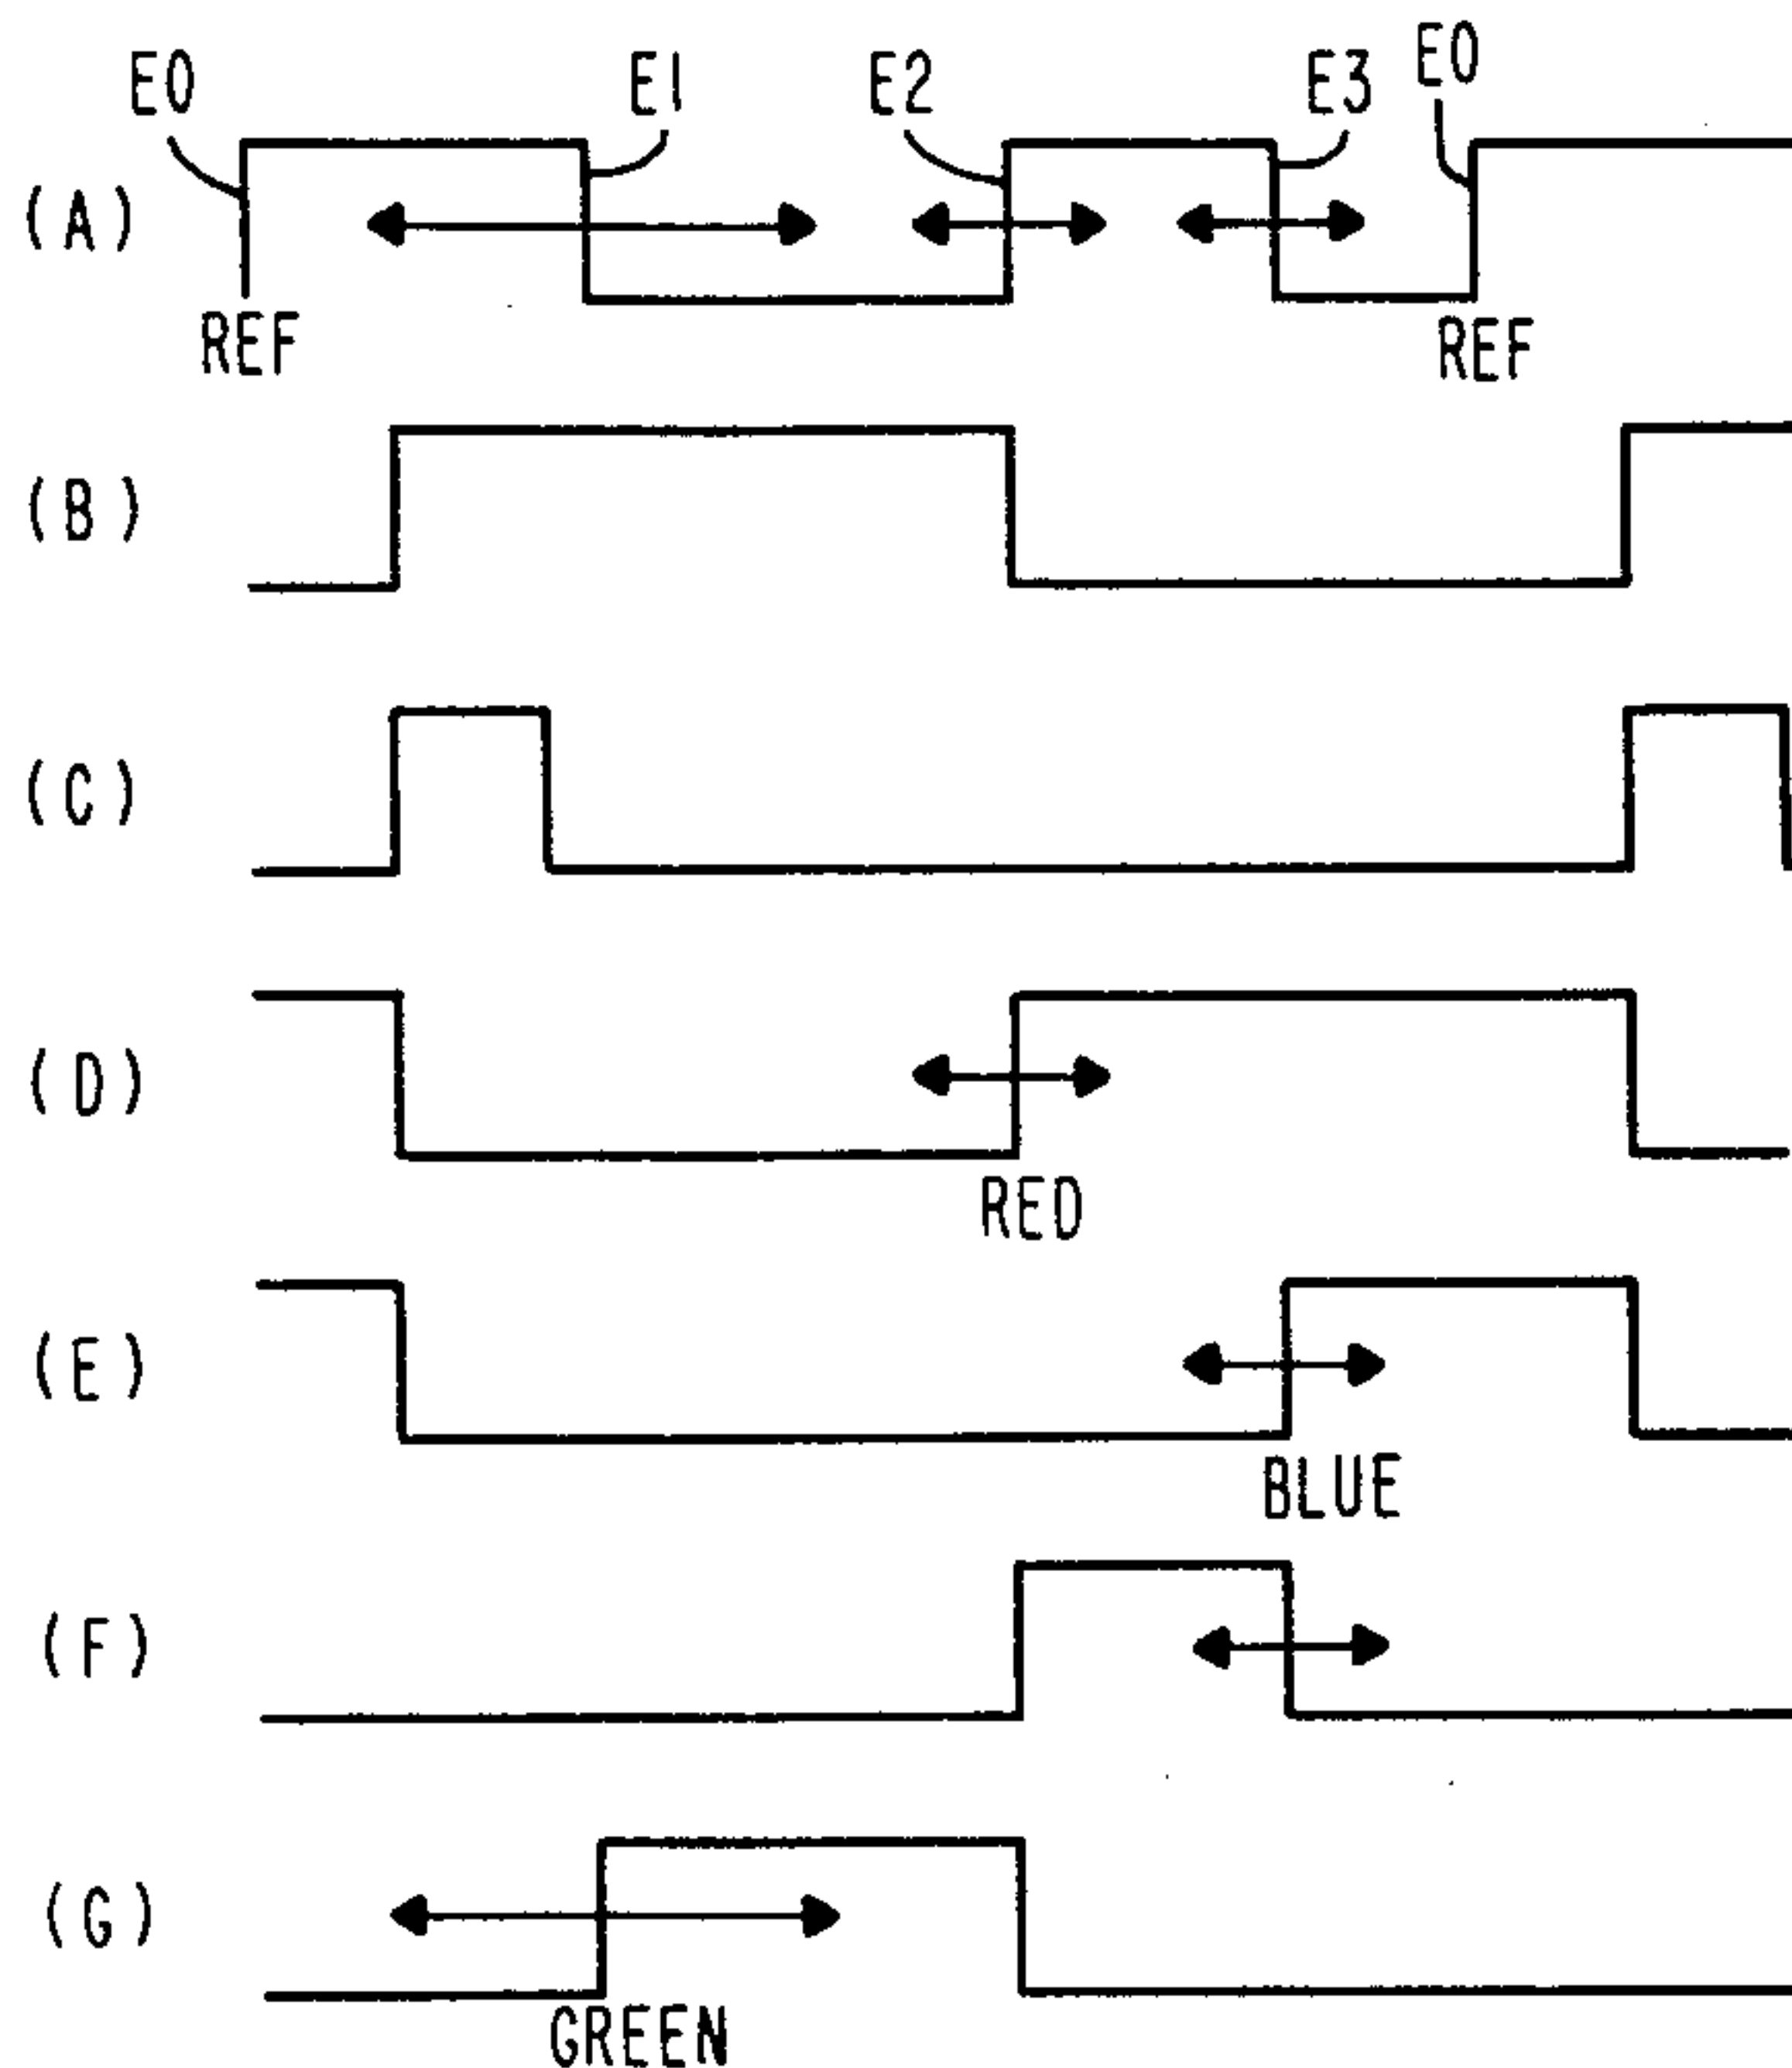 E0 E1 E2 E3 E0
(A)
REF REF
(B)
(C)
(D)
RED
(E)
BLUE
(F)
(G)
GREEN